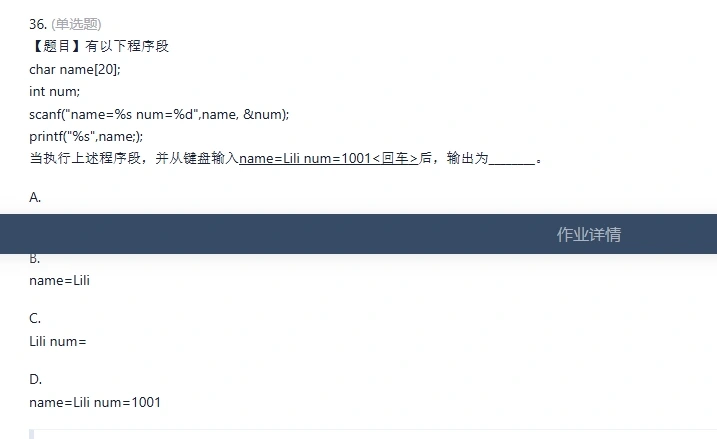 36. (单选题)
【题目】有以下程序段
char name[20];
int num;
scanf("name=%s num=%d",name, &num);
printf("%s",name;);
当执行上述程序段，并从键盘输入name=Lili num=1001<回车>后，输出为_______。
A.
作业详情
B.
name=Lili
C.
Lili num=
D.
name=Lili num=1001